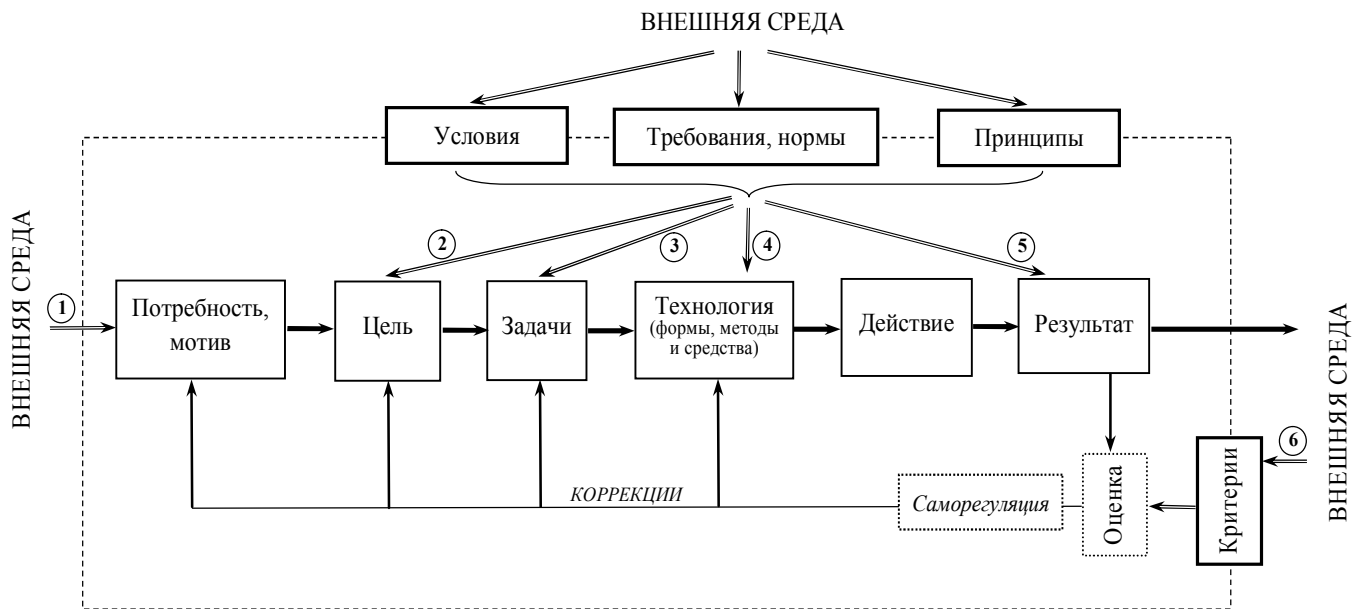 ВНЕШНЯЯ СРЕДА
Условия
Требования, нормы
Принципы
ВНЕШНЯЯ СРЕДА
1
2
3
4
5
Потребность,
мотив
Цель
Задачи
Технология
(формы, методы
и средства)
Действие
Результат
ВНЕШНЯЯ СРЕДА
6
Критерии
Оценка
Саморегуляция
КОРРЕКЦИИ